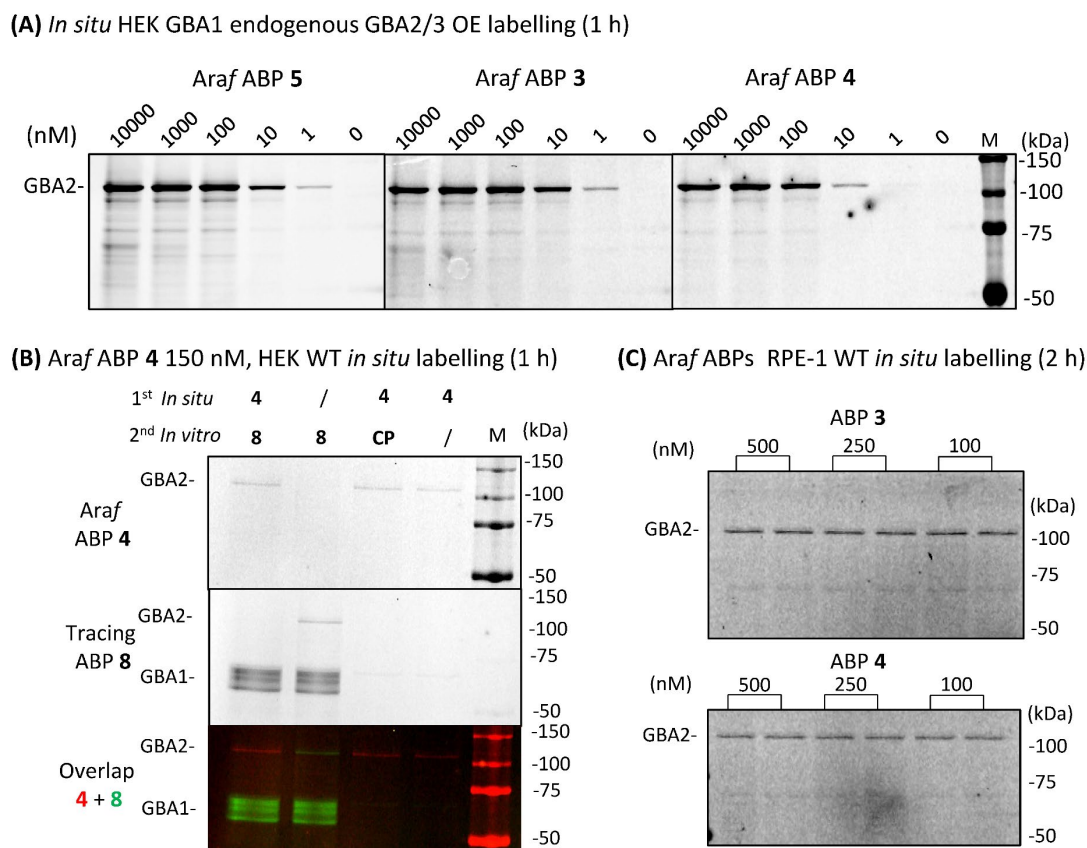 (A) In situ HEK GBA1 endogenous GBA2/3 OE labelling (1 h)
Araf ABP 5 Araf ABP 3 Araf ABP 4
(nM) 10000 1000 100 10 1 0 10000 1000 100 10 1 0 10000 1000 100 10 1 0 M (kDa)
-150
GBA2- -100
-75
-50
(B) Araf ABP 4 150 nM, HEK WT in situ labelling (1 h)
1st In situ 4 / 4 4
2nd In vitro 8 8 CP / M (kDa)
-150
GBA2-
-100
Araf
ABP 4
-75
-50
-150
GBA2-
-100
Tracing
ABP 8
-75
GBA1-
-50
-150
GBA2-
-100
Overlap
4 + 8
-75
GBA1-
-50
(C) Araf ABPs RPE-1 WT in situ labelling (2 h)
ABP 3
(nM) 500 250 100
(kDa)
GBA2- -100
-75
-50
ABP 4
(nM) 500 250 100
(kDa)
GBA2- -100
-75
-50